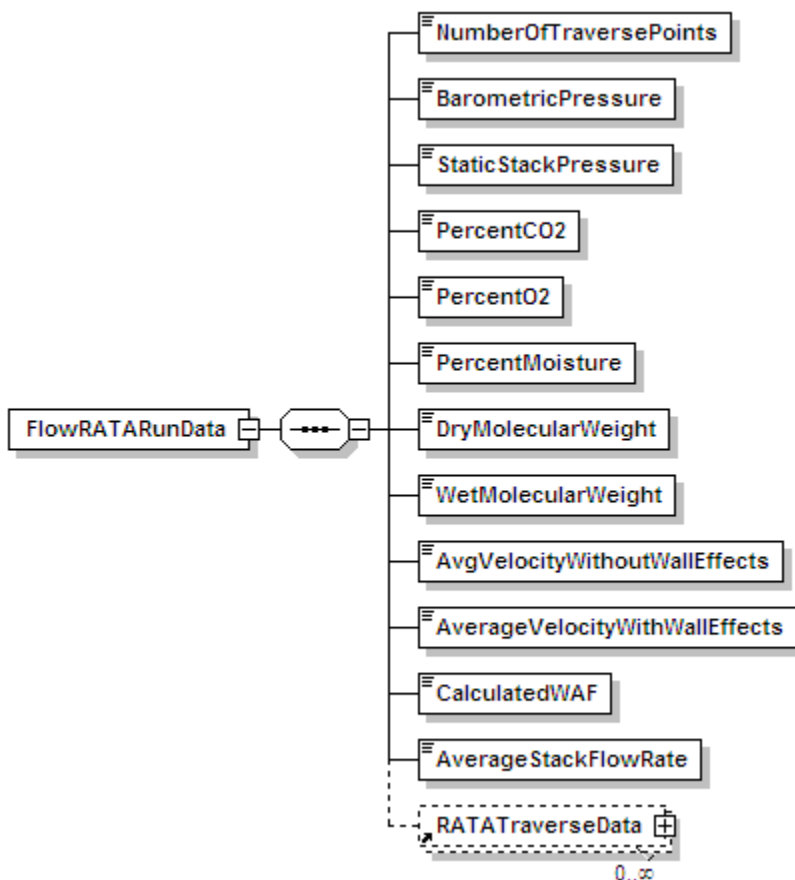 NumberOfTraversePoints
BarometricPressure
StaticStackPressure
PercentCO2
PercentO2
PercentMoisture
FlowRATARunData
DryMolecularWeight
WetMolecularWeight
AvgVelocityWithoutWallEffects
AverageVelocityWithWallEffects
CalculatedWAF
AverageStackFlowRate
RATATraverseData
0..∞